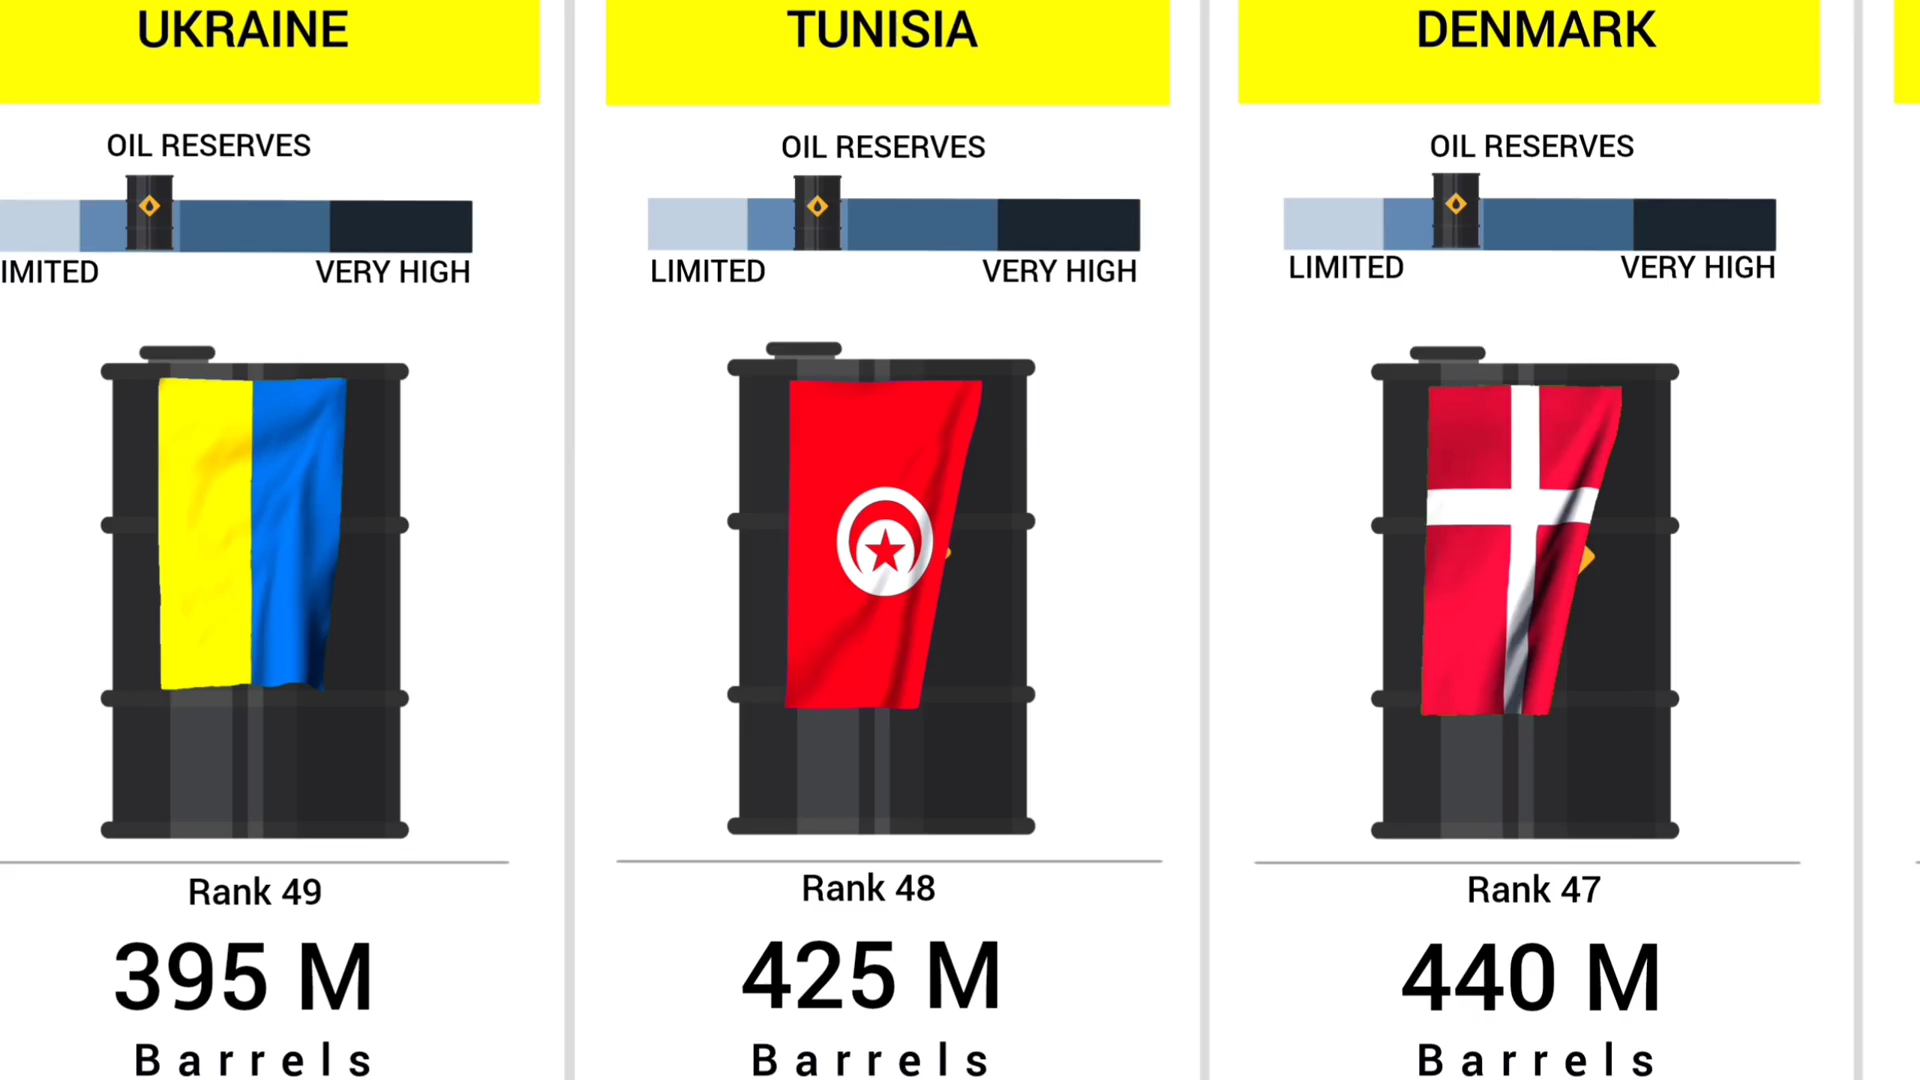 UKRAINE
OIL RESERVES
IMITED
VERY HIGH
Rank 49
395 M
Barrels
TUNISIA
OIL RESERVES
LIMITED
VERY HIGH
Rank 48
425 M
Barrels
DENMARK
OIL RESERVES
LIMITED
VERY HIGH
Rank 47
440 M
Barrels